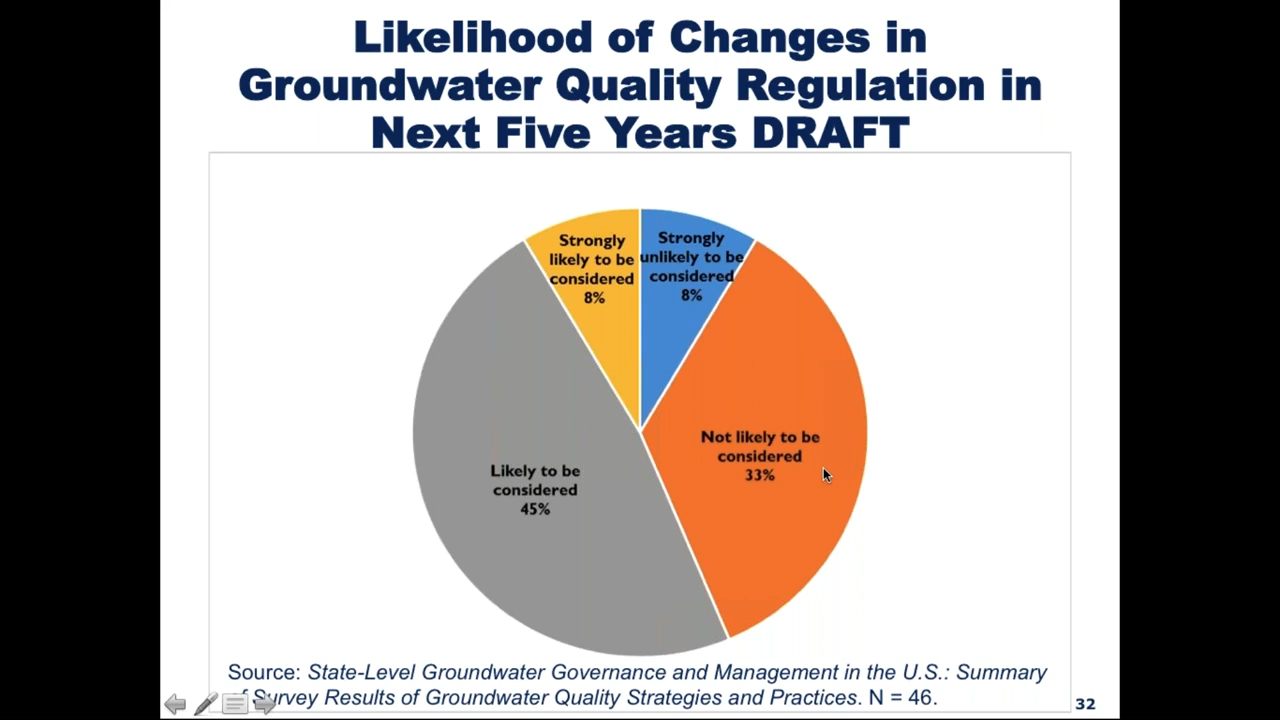 Likelihood of Changes in
Groundwater Quality Regulation in
Next Five Years DRAFT
Strongly
likely to be
considered
8%
Strongly
unlikely to be
considered
8%
Not likely to be
considered
33%
Likely to be
considered
45%
Source: State-Level Groundwater Governance and Management in the U.S.: Summary
of Survey Results of Groundwater Quality Strategies and Practices. N = 46.
32